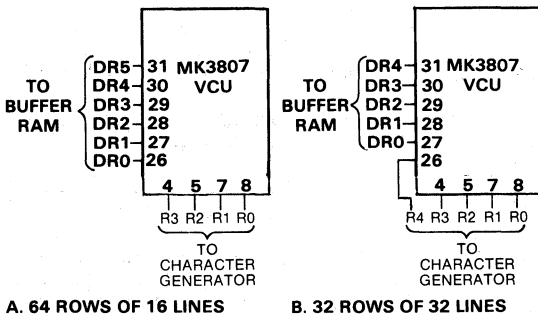 DR5 31 MK3807
DR4 30 VCU
DR3 29
DR2 28
DR1 27
DR0 26
TO
BUFFER
RAM
4 5 7 8
R3 R2 R1 R0
TO
CHARACTER
GENERATOR
A. 64 ROWS OF 16 LINES
DR4 31 MK3807
DR3 30 VCU
DR2 29
DR1 28
DR0 27
26
TO
BUFFER
RAM
4 5 7 8
R4 R3 R2 R1 R0
TO
CHARACTER
GENERATOR
B. 32 ROWS OF 32 LINES